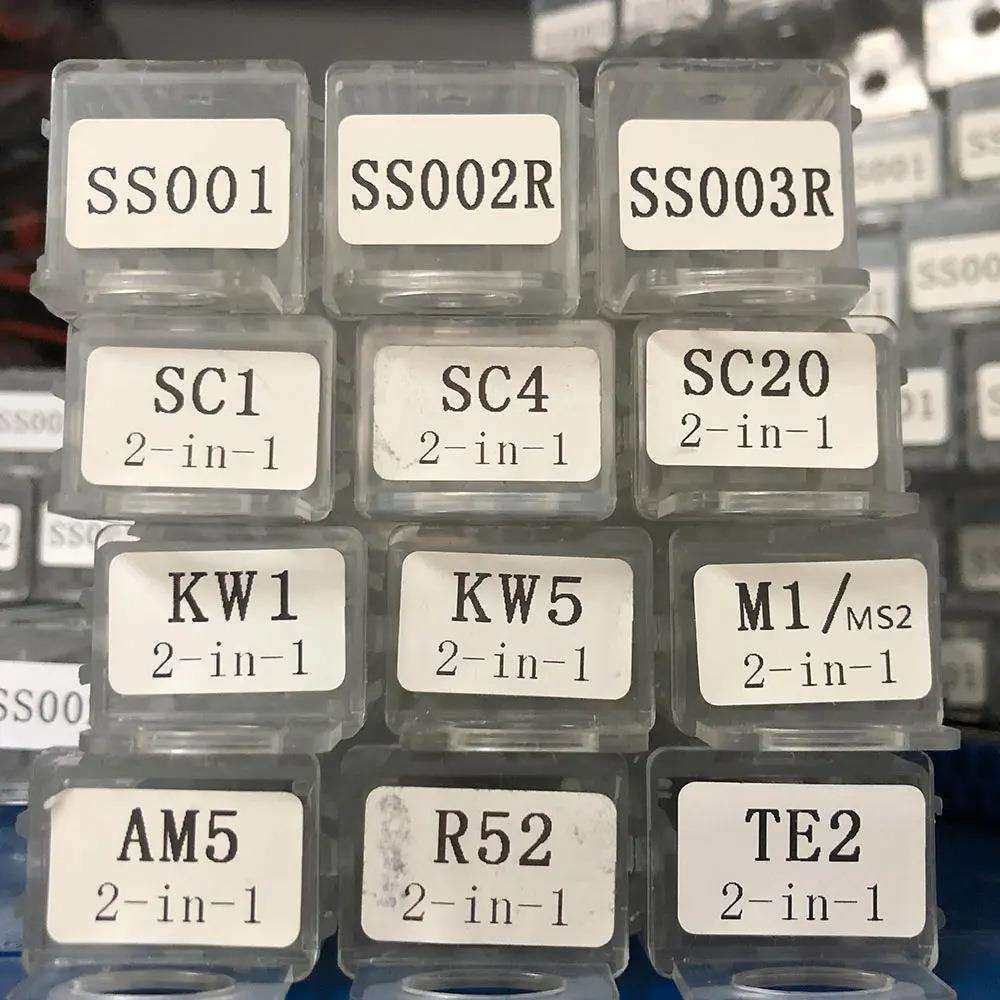 SS001
SS002R
SS003R
SC1
2-in-1
SC4
2-in-1
SC20
2-in-1
KW1
2-in-1
KW5
2-in-1
M1/MS2
2-in-1
AM5
2-in-1
R52
2-in-1
TE2
2-in-1